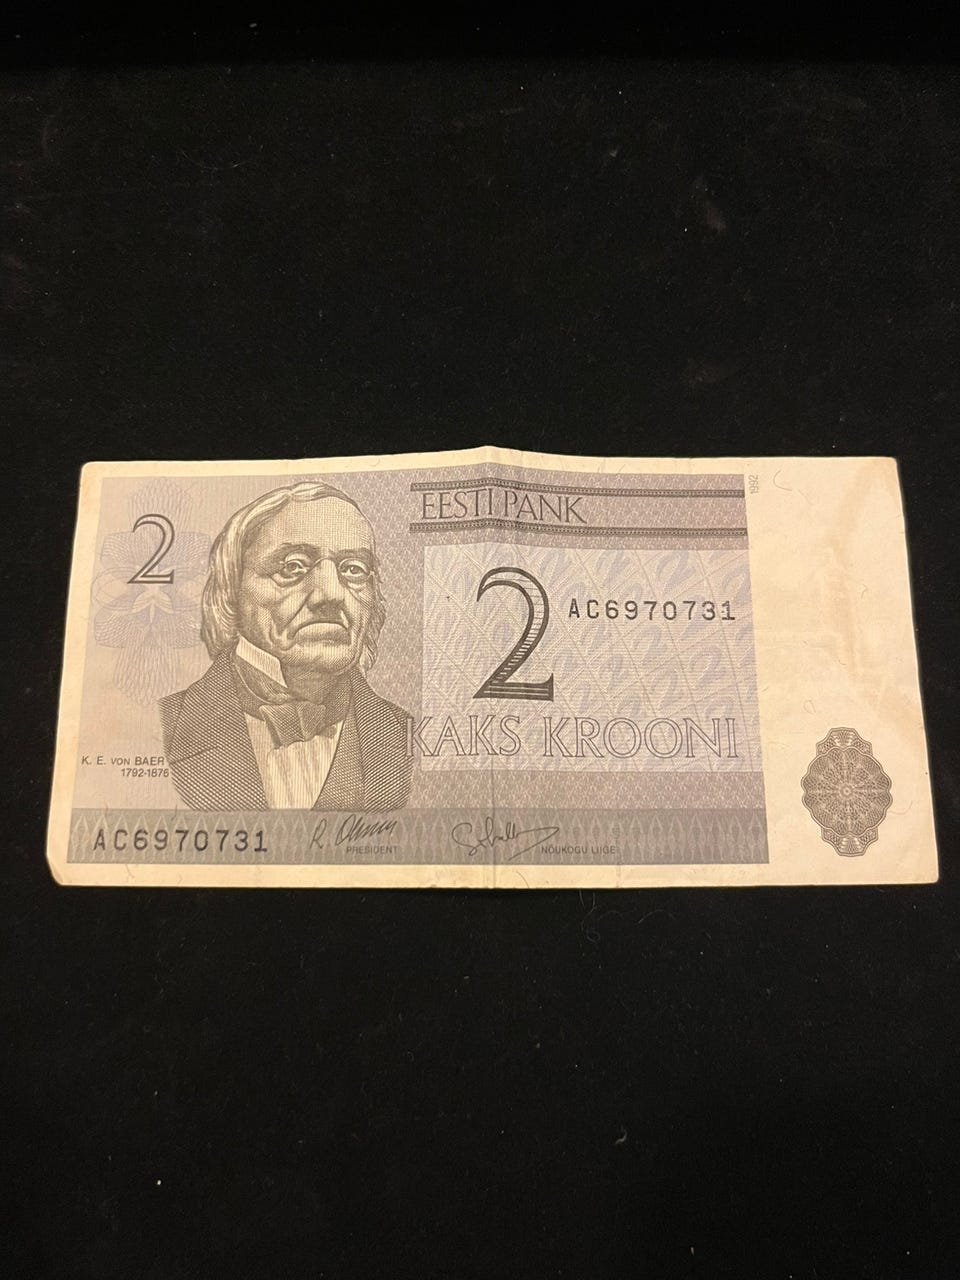 EESTI PANK
1992
2
2
AC6970731
KAKS KROONI
K. E. VON BAER
1792-1876
AC6970731
PRESIDENT
NÕUKOGU LIIGE